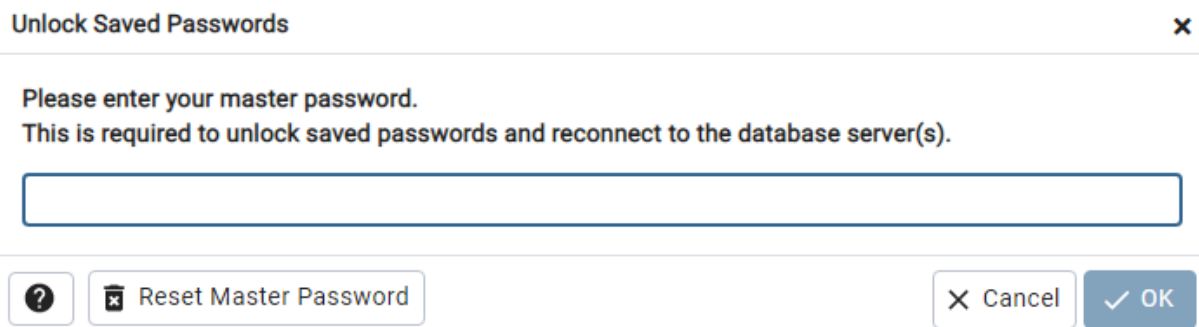 Unlock Saved Passwords
Please enter your master password.
This is required to unlock saved passwords and reconnect to the database server(s).
Reset Master Password
Cancel
OK